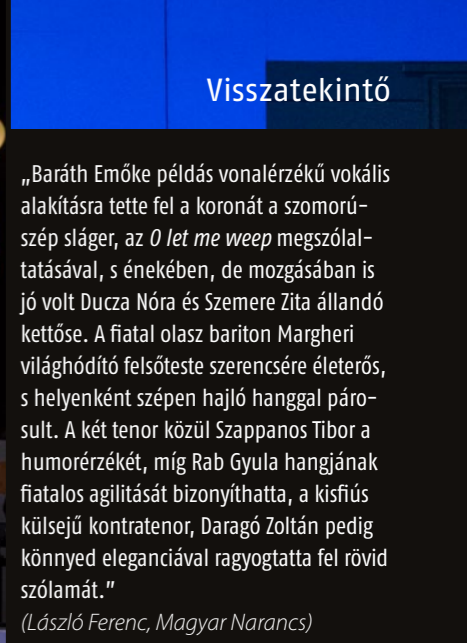 Visszatekintő
„Baráth Emőke példás vonalérzékű vokális
alakításra tette fel a koronát a szomorú-
szép sláger, az O let me weep megszólal-
tatásával, s énekében, de mozgásában is
jó volt Ducza Nóra és Szemere Zita állandó
kettőse. A fiatal olasz bariton Margheri
világhódító felsőteste szerencsére életerős,
s helyenként szépen hajló hanggal páro-
sult. A két tenor közül Szappanos Tibor a
humorérzékét, míg Rab Gyula hangjának
fiatalos agilitását bizonyíthatta, a kisfiús
külsejű kontratenor, Daragó Zoltán pedig
könnyed eleganciával ragyogtatta fel rövid
szólamát.”
(László Ferenc, Magyar Narancs)